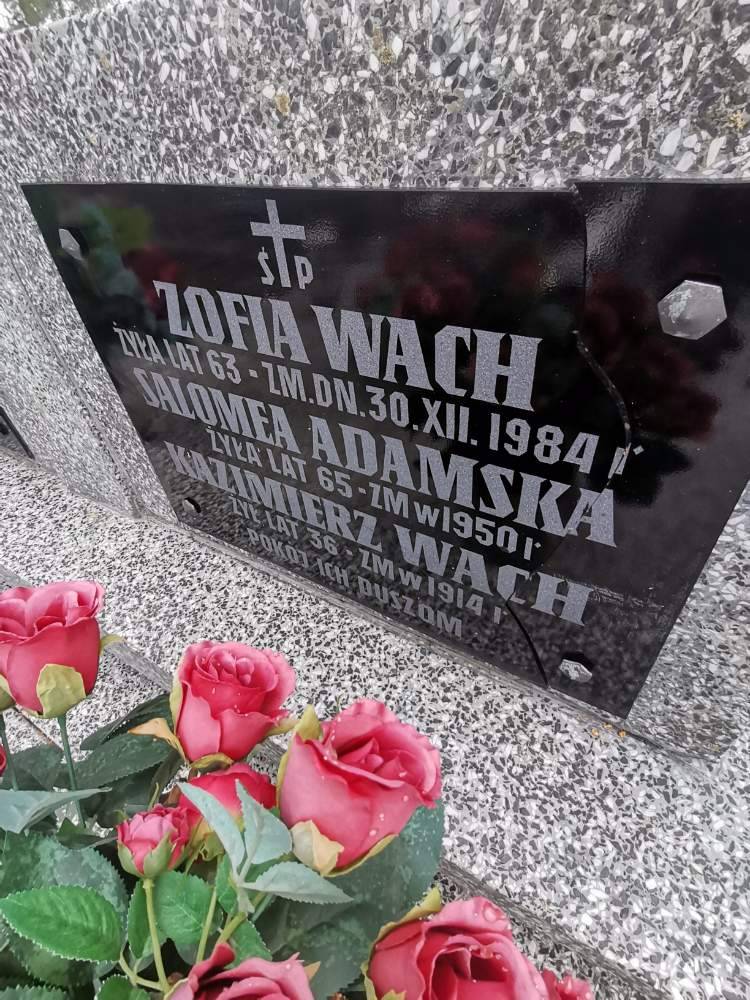 ŚP
ZOFIA WACH
ŻYŁA LAT 63 - ZM. DN. 30. XII. 1984 r
SALOMEA ADAMSKA
ŻYŁA LAT 65 - ZM W 1950 r
KAZIMIERZ WACH
ŻYŁ LAT 36 - ZM W 1914 r
POKÓJ ICH DUSZOM